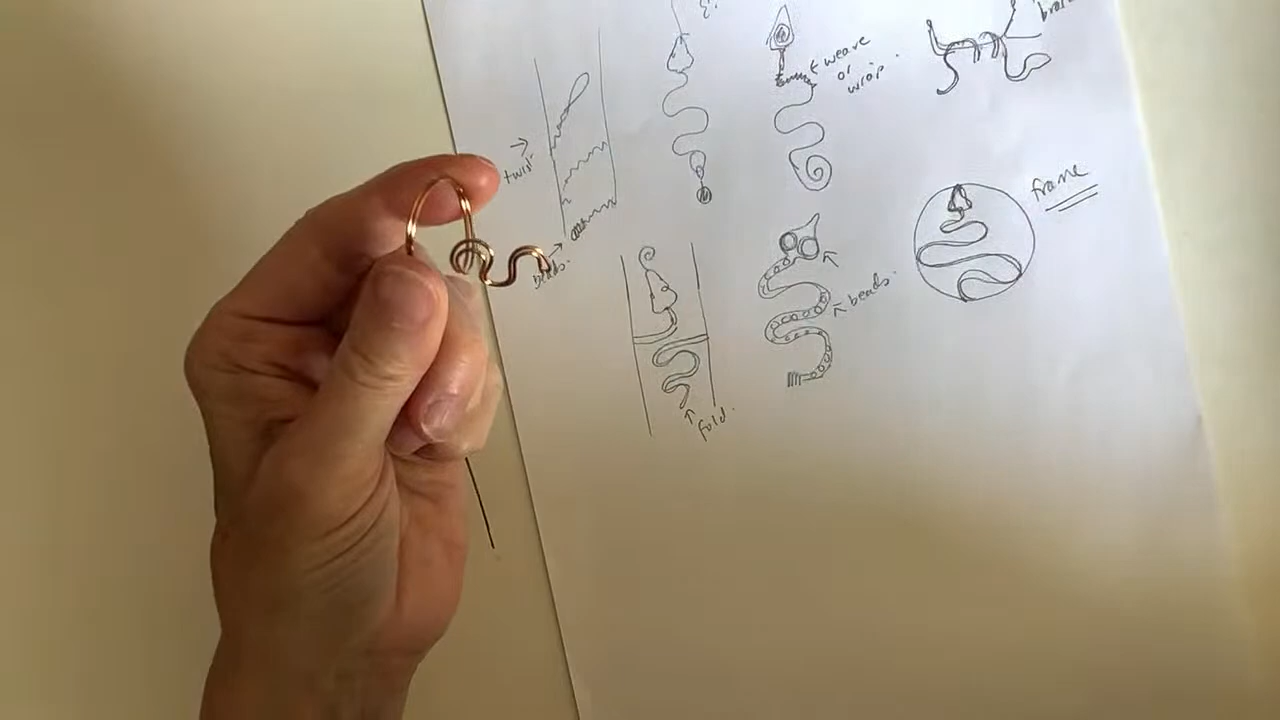 twist
weave
or
wrap.
frame
beads.
beads.
fold.